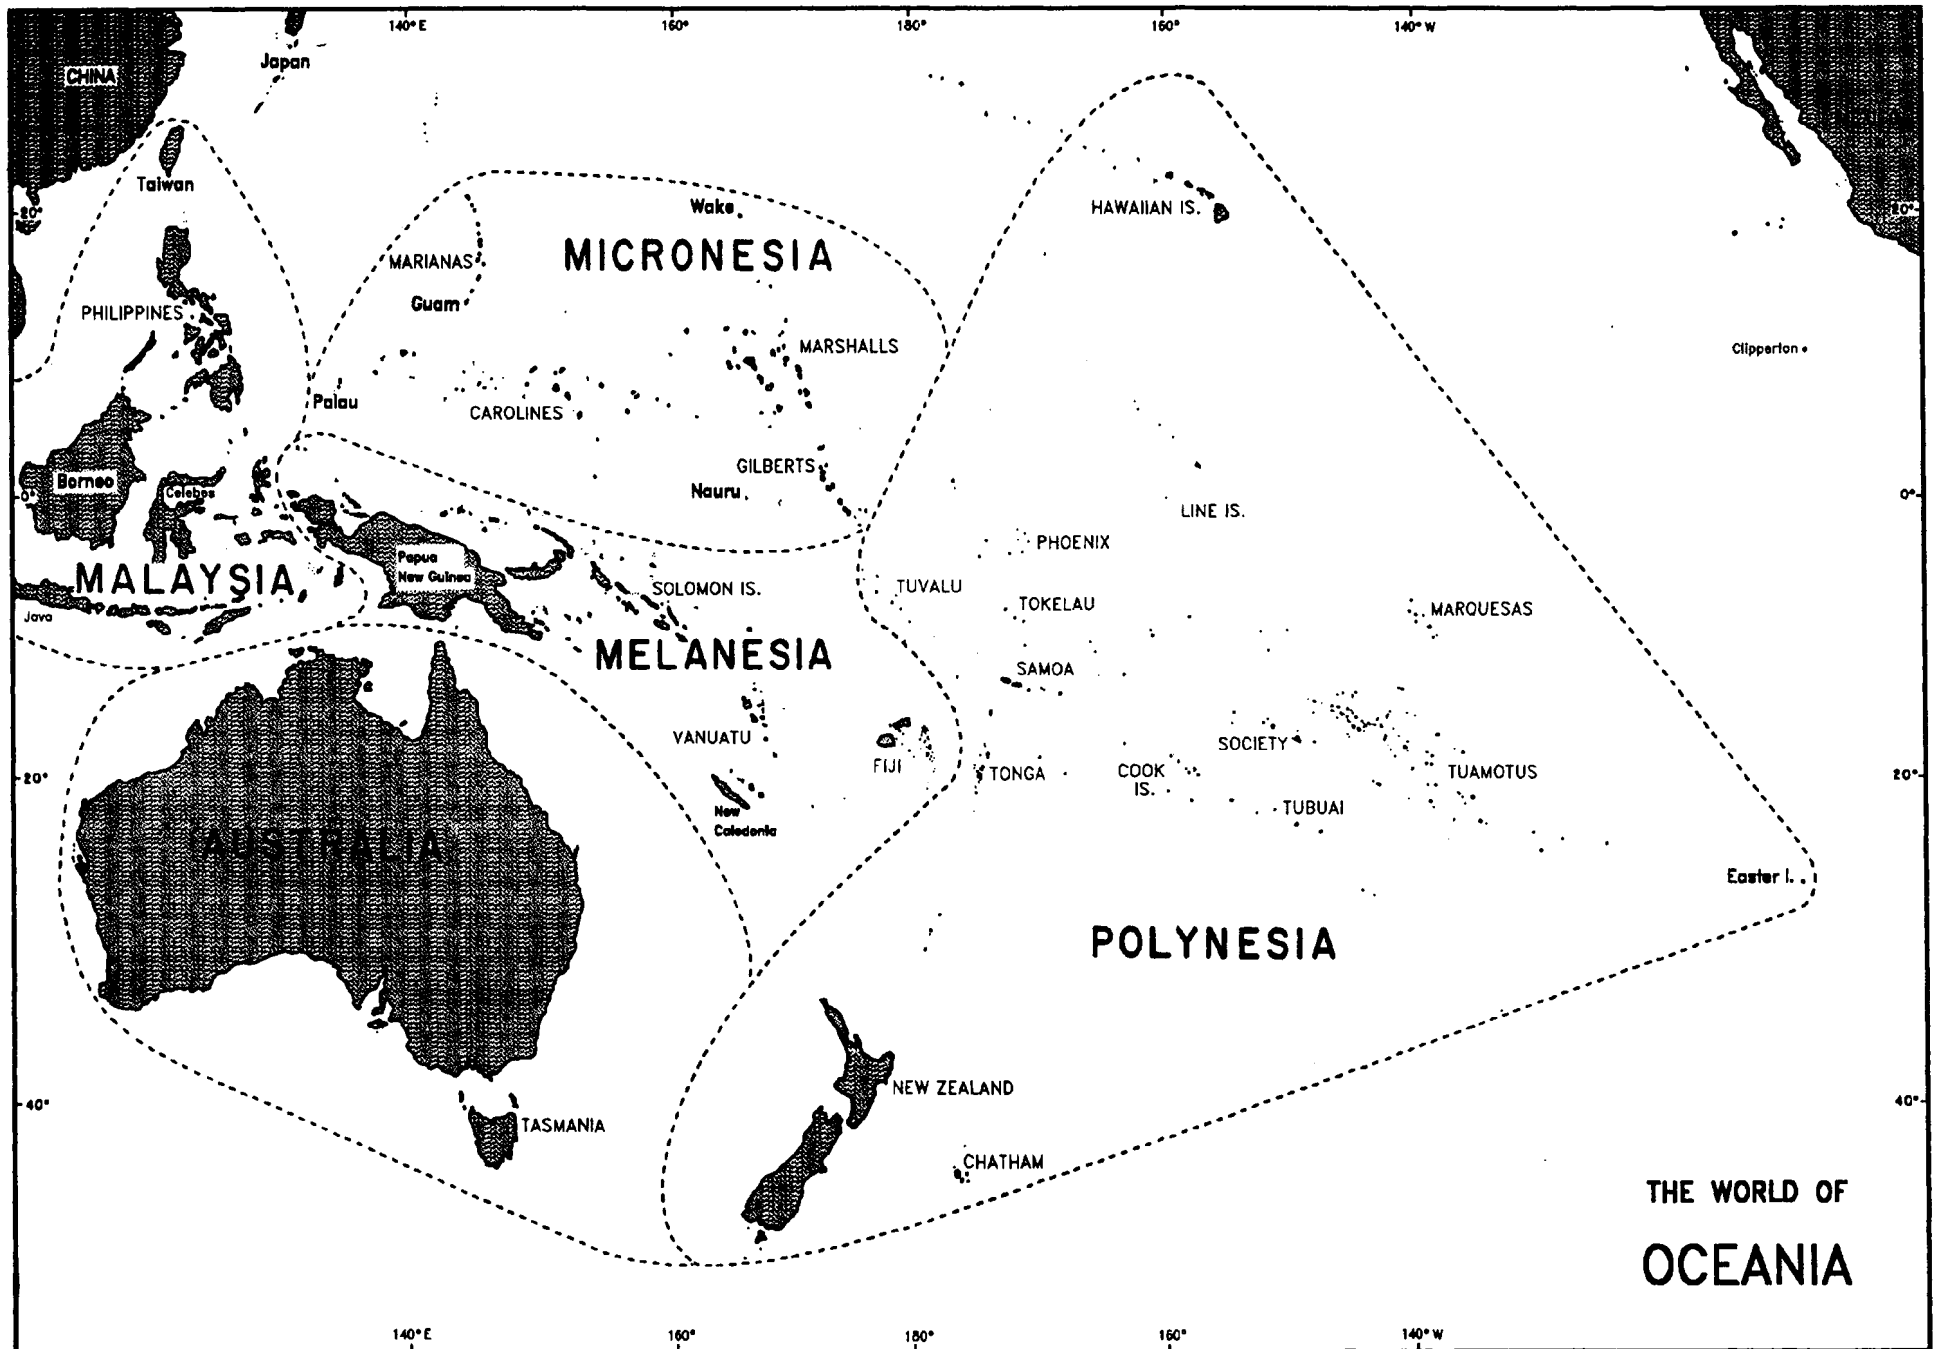 140° E
160°
180°
160°
140° W
CHINA
Japan
Taiwan
20°
HAWAIIAN IS.
20°
Wake
MICRONESIA
MARIANAS
Guam
PHILIPPINES
MARSHALLS
Clipperton
Palau
CAROLINES
GILBERTS
Borneo
Celebes
Nauru
0°
0°
LINE IS.
PHOENIX
Papua
New Guinea
MALAYSIA
SOLOMON IS.
TUVALU
TOKELAU
MARQUESAS
Java
MELANESIA
SAMOA
VANUATU
SOCIETY
FIJI
TONGA
COOK
IS.
TUAMOTUS
20°
20°
TUBUAI
New
Caledonia
AUSTRALIA
Easter I.
POLYNESIA
NEW ZEALAND
40°
40°
TASMANIA
CHATHAM
THE WORLD OF
OCEANIA
140° E
160°
180°
160°
140° W